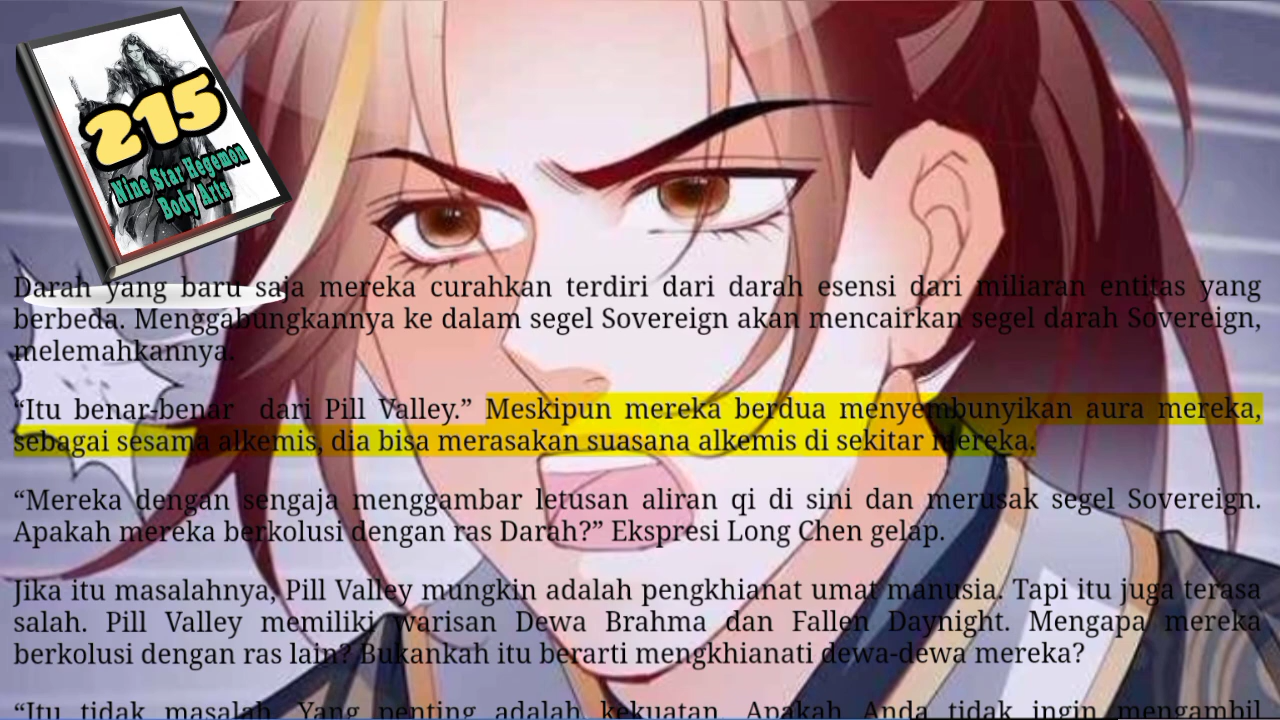 215
Nine Star Hegemon
Body Arts
Darah yang baru saja mereka curahkan terdiri dari darah esensi dari miliaran entitas yang
berbeda. Menggabungkannya ke dalam segel Sovereign akan mencairkan segel darah Sovereign,
melemahkannya.
“Itu benar-benar dari Pill Valley.” Meskipun mereka berdua menyembunyikan aura mereka,
sebagai sesama alkemis, dia bisa merasakan suasana alkemis di sekitar mereka.
“Mereka dengan sengaja menggambar letusan aliran qi di sini dan merusak segel Sovereign.
Apakah mereka berkolusi dengan ras Darah?” Ekspresi Long Chen gelap.
Jika itu masalahnya, Pill Valley mungkin adalah pengkhianat umat manusia. Tapi itu juga terasa
salah. Pill Valley memiliki warisan Dewa Brahma dan Fallen Daynight. Mengapa mereka
berkolusi dengan ras lain? Bukankah itu berarti mengkhianati dewa-dewa mereka?
“Itu tidak masalah. Yang penting adalah kekuatan. Apakah Anda tidak ingin mengambil